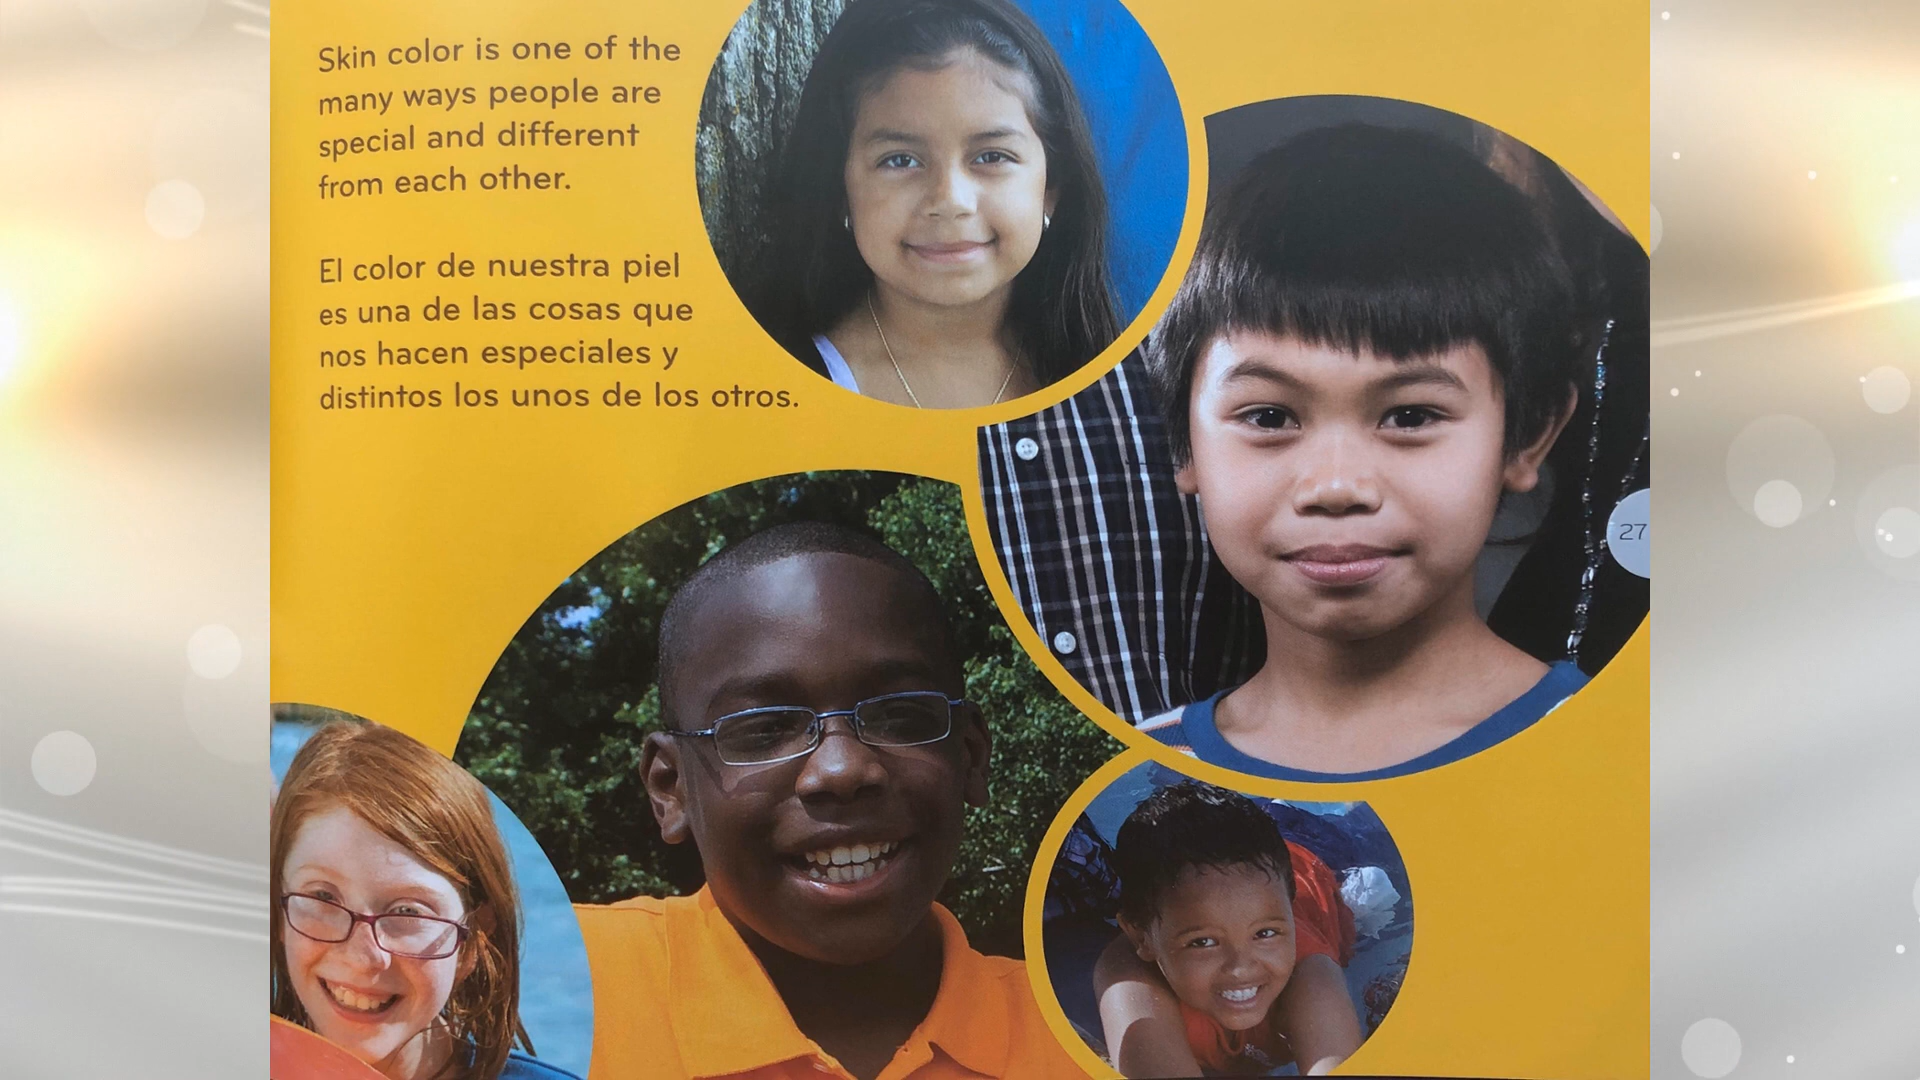 Skin color is one of the
many ways people are
special and different
from each other.
El color de nuestra piel
es una de las cosas que
nos hacen especiales y
distintos los unos de los otros.
27